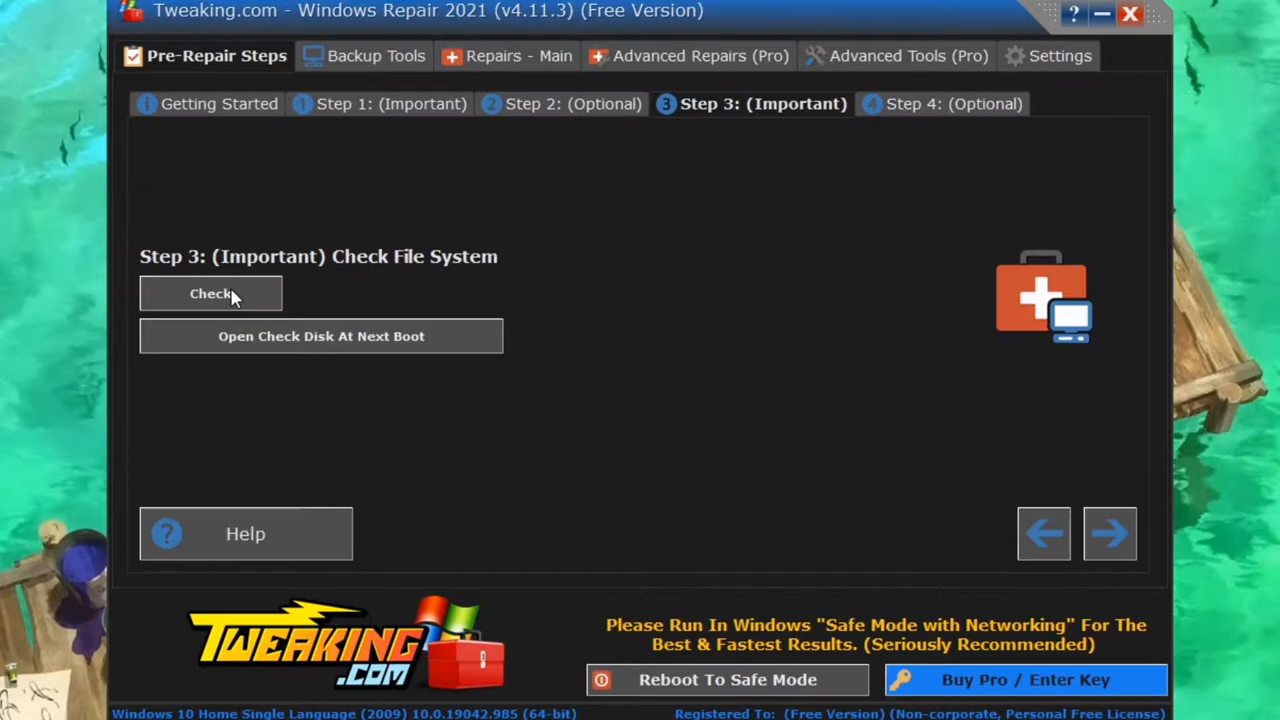 Tweaking.com - Windows Repair 2021 (v4.11.3) (Free Version)
?
X
Pre-Repair Steps
Backup Tools
Repairs - Main
Advanced Repairs (Pro)
Advanced Tools (Pro)
Settings
i Getting Started
1 Step 1: (Important)
2 Step 2: (Optional)
3 Step 3: (Important)
4 Step 4: (Optional)
Step 3: (Important) Check File System
Check
Open Check Disk At Next Boot
? Help
TWEAKING
.COM
Please Run In Windows "Safe Mode with Networking" For The
Best & Fastest Results. (Seriously Recommended)
Reboot To Safe Mode
Buy Pro / Enter Key
Windows 10 Home Single Language (2009) 10.0.19042.985 (64-bit)
Registered To: (Free Version) (Non-corporate, Personal Free License)